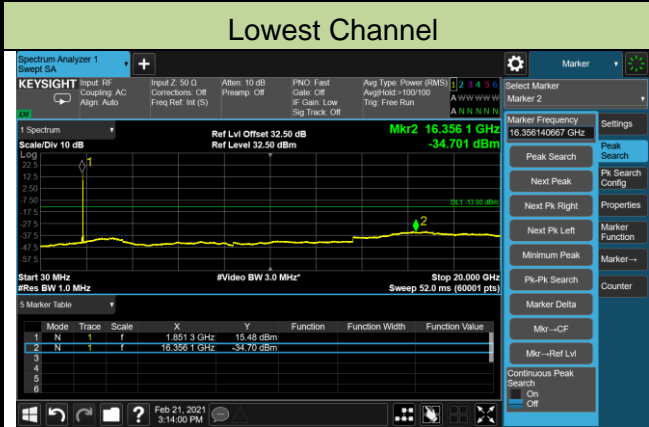 Lowest Channel
Spectrum Analyzer 1
Swept SA
Marker
KEYSIGHT
Input: RF
Coupling: AC
Align: Auto
Input Z: 50 Ω
Corrections: Off
Freq Ref: Int (S)
Atten: 10 dB
Preamp: Off
PNO: Fast
Gate: Off
IF Gain: Low
Sig Track: Off
Avg Type: Power (RMS)
Avg|Hold:>100/100
Trig: Free Run
1 2 3 4 5 6
A W W W W W
A N N N N N
Select Marker
Marker 2
1 Spectrum
Scale/Div 10 dB
Ref Lvl Offset 32.50 dB
Ref Level 32.50 dBm
Mkr2 16.356 1 GHz
-34.701 dBm
Log
22.5
12.5
2.50
-7.50
-17.5
-27.5
-37.5
-47.5
-57.5
1
DL1 -13.00 dBm
2
Start 30 MHz
#Video BW 3.0 MHz*
Stop 20.000 GHz
#Res BW 1.0 MHz
Sweep 52.0 ms (60001 pts)
5 Marker Table
Mode Trace Scale X Y Function Function Width Function Value
1 N 1 f 1.851 3 GHz 15.48 dBm
2 N 1 f 16.356 1 GHz -34.70 dBm
3
4
5
6
Marker Frequency
16.356140667 GHz
Peak Search
Next Peak
Next Pk Right
Next Pk Left
Minimum Peak
Pk-Pk Search
Marker Delta
Mkr→CF
Mkr→Ref Lvl
Continuous Peak
Search
On
Off
Settings
Peak
Search
Pk Search
Config
Properties
Marker
Function
Marker→
Counter
?
Feb 21, 2021
3:14:00 PM